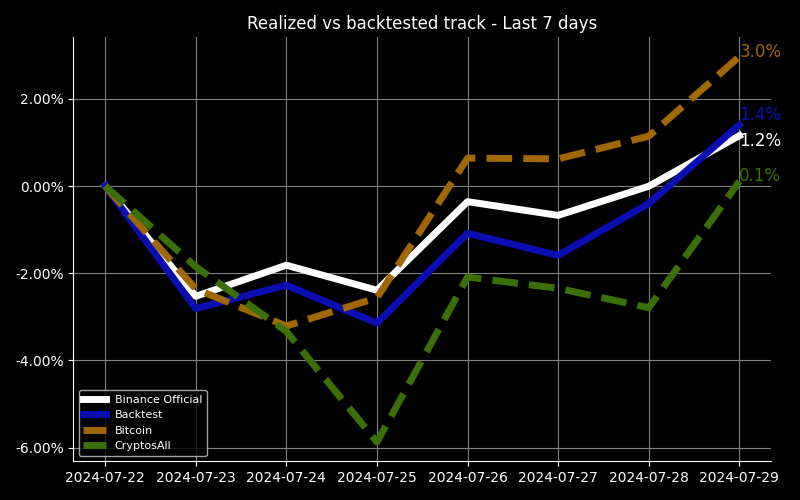 Realized vs backtested track - Last 7 days
3.0%
2.00%
1.4%
1.2%
0.00%
0.1%
-2.00%
-4.00%
-6.00%
Binance Official
Backtest
Bitcoin
CryptosAll
2024-07-22 2024-07-23 2024-07-24 2024-07-25 2024-07-26 2024-07-27 2024-07-28 2024-07-29